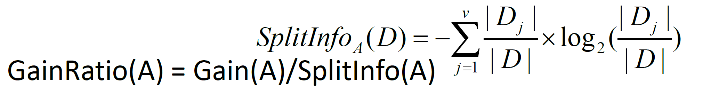 SplitInfo_A(D) = −∑_{j=1}^{v} |D_j| / |D| × log_2(|D_j| / |D|)
GainRatio(A) = Gain(A)/SplitInfo(A)